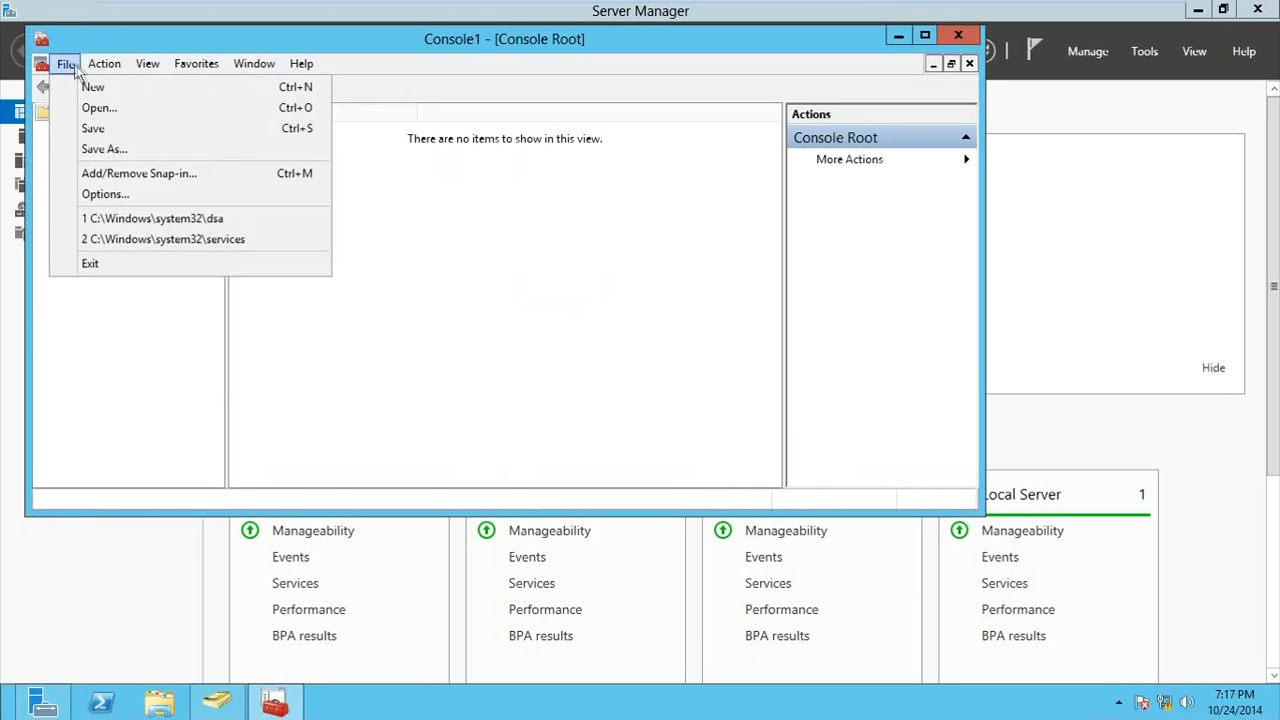 Server Manager
Console1 - [Console Root]
File Action View Favorites Window Help
Manage Tools View Help
New Ctrl+N
Open... Ctrl+O
Save Ctrl+S
Save As...
Add/Remove Snap-in... Ctrl+M
Options...
1 C:\Windows\system32\dsa
2 C:\Windows\system32\services
Exit
There are no items to show in this view.
Actions
Console Root
More Actions
Hide
Local Server 1
Manageability Manageability Manageability Manageability
Events Events Events Events
Services Services Services Services
Performance Performance Performance Performance
BPA results BPA results BPA results BPA results
7:17 PM
10/24/2014